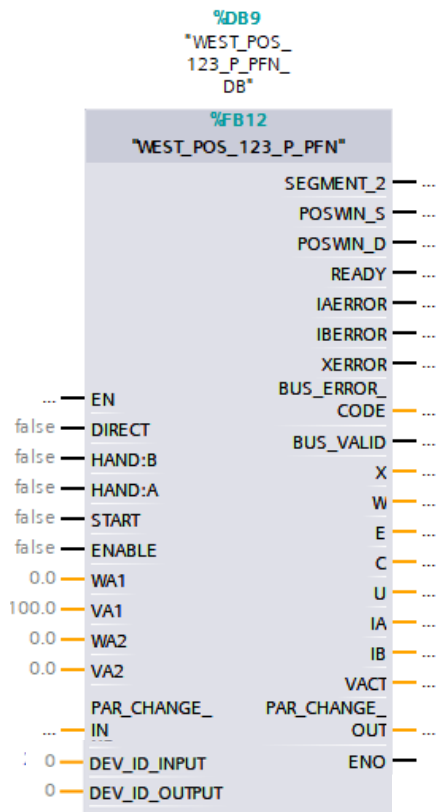 %DB9
"WEST_POS_
123_P_PFN_
DB"
%FB12
"WEST_POS_123_P_PFN"
SEGMENT_2 ...
POSWIN_S ...
POSWIN_D ...
READY ...
IAERROR ...
IBERROR ...
XERROR ...
BUS_ERROR_
CODE ...
... EN
BUS_VALID ...
false DIRECT
X ...
false HAND:B
W ...
false HAND:A
E ...
false START
C ...
false ENABLE
U ...
0.0 WA1
IA ...
100.0 VA1
IB ...
0.0 WA2
VACT ...
0.0 VA2
PAR_CHANGE_
IN
...
PAR_CHANGE_
OUT ...
0 DEV_ID_INPUT
ENO
0 DEV_ID_OUTPUT